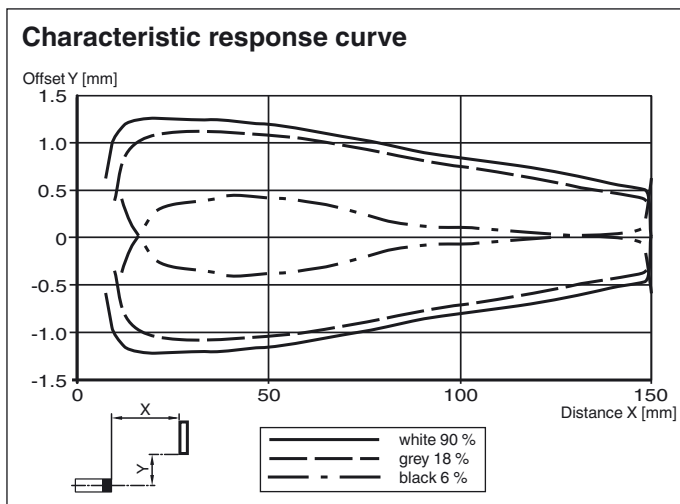 Characteristic response curve
Offset Y [mm]
1.5
1.0
0.5
0
-0.5
-1.0
-1.5
0
50
100
150
Distance X [mm]
X
Y
white 90 %
grey 18 %
black 6 %